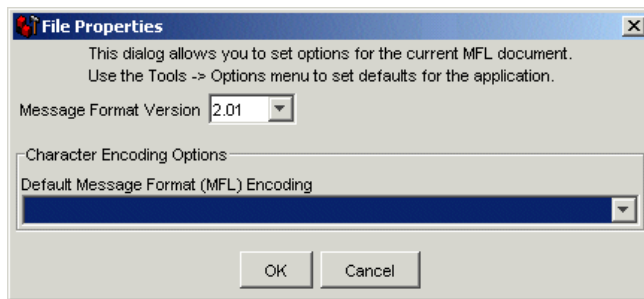 File Properties
This dialog allows you to set options for the current MFL document.
Use the Tools -> Options menu to set defaults for the application.
Message Format Version 2.01
Character Encoding Options
Default Message Format (MFL) Encoding
OK Cancel